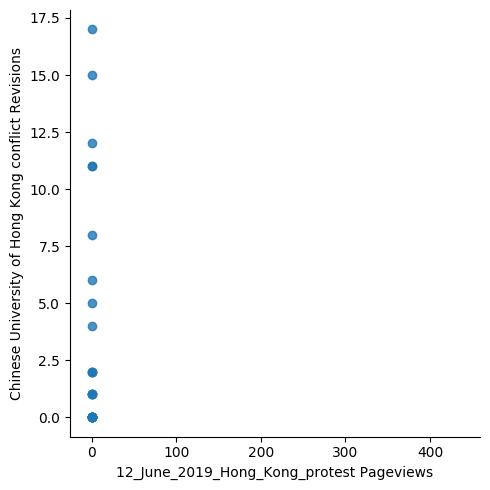 17.5
15.0
12.5
10.0
7.5
5.0
2.5
0.0
Chinese University of Hong Kong conflict Revisions
0 100 200 300 400
12_June_2019_Hong_Kong_protest Pageviews